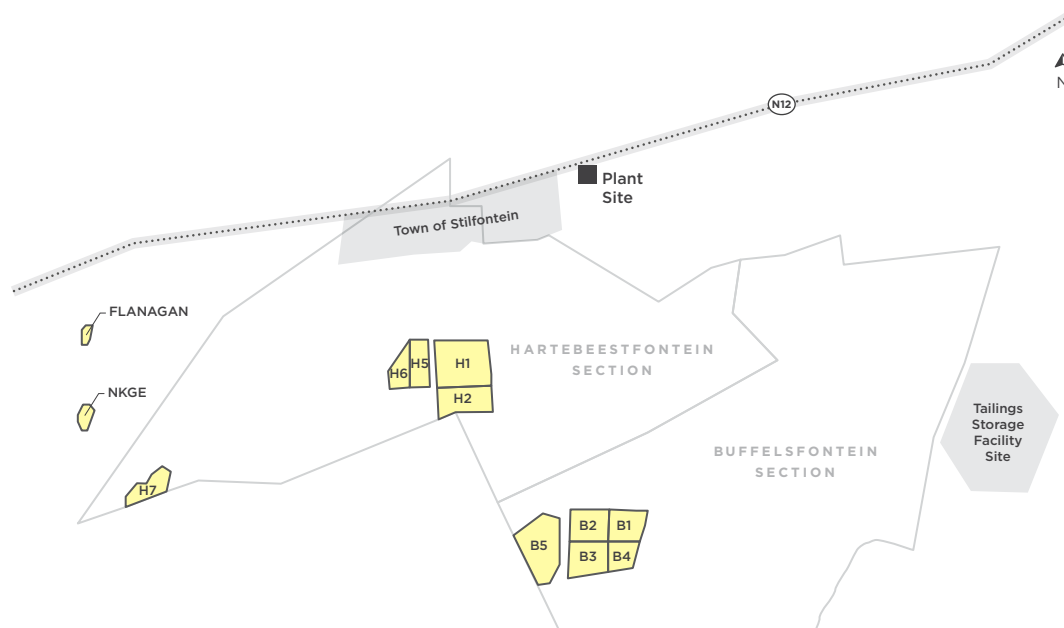 N12
N
Plant
Site
Town of Stilfontein
FLANAGAN
HARTEBEESTFONTEIN
SECTION
H6
H5
H1
H2
NKGE
H7
BUFFELSFONTEIN
SECTION
Tailings
Storage
Facility
Site
B5
B2
B1
B3
B4